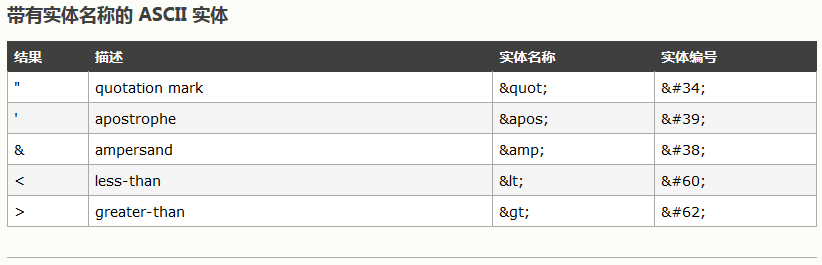 带有实体名称的 ASCII 实体
结果 描述 实体名称 实体编号
" quotation mark &quot; &#34;
' apostrophe &apos; &#39;
& ampersand &amp; &#38;
< less-than &lt; &#60;
> greater-than &gt; &#62;